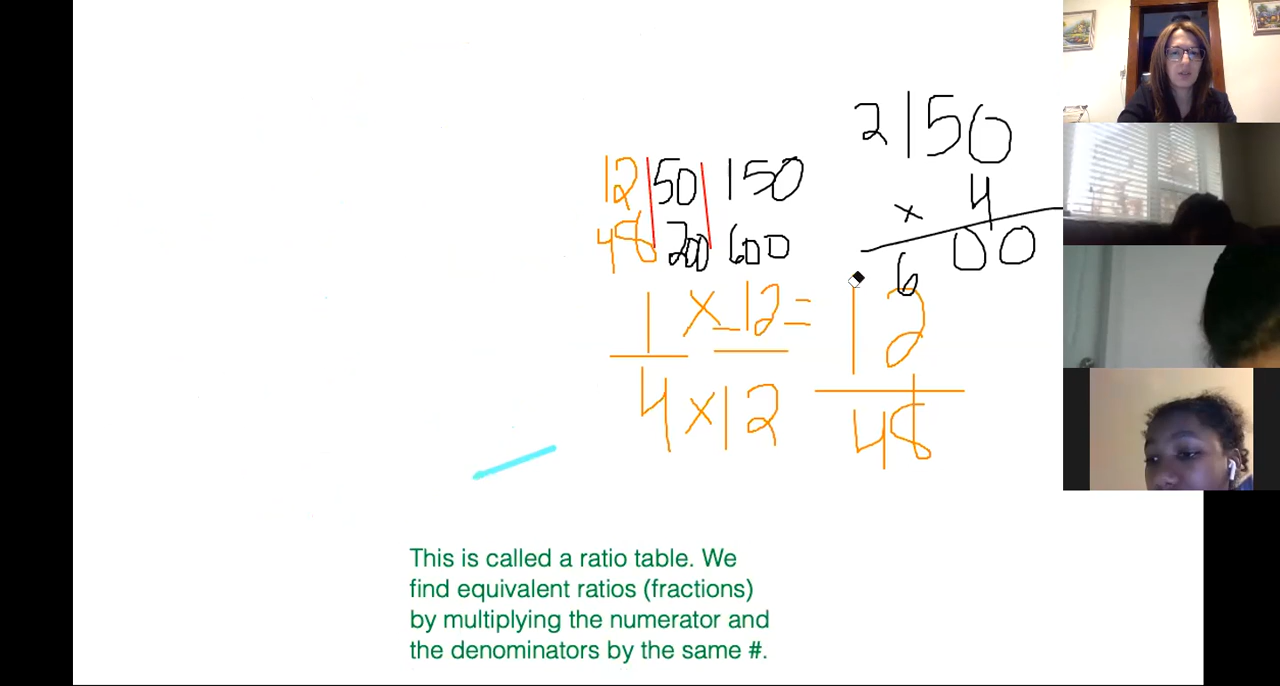 2 150
× 4
6 00
12 | 50 | 150
48 | 200 | 600
1 × 12 = 12
4 × 12 48
This is called a ratio table. We
find equivalent ratios (fractions)
by multiplying the numerator and
the denominators by the same #.